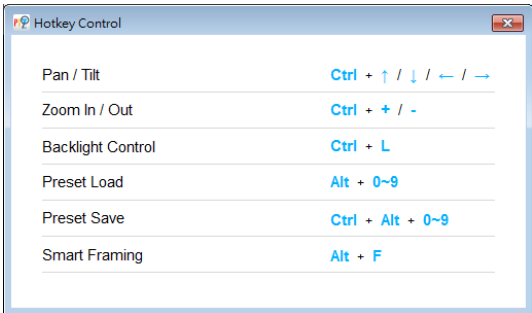 Hotkey Control
Pan / Tilt Ctrl + ↑ / ↓ / ← / →
Zoom In / Out Ctrl + + / -
Backlight Control Ctrl + L
Preset Load Alt + 0~9
Preset Save Ctrl + Alt + 0~9
Smart Framing Alt + F